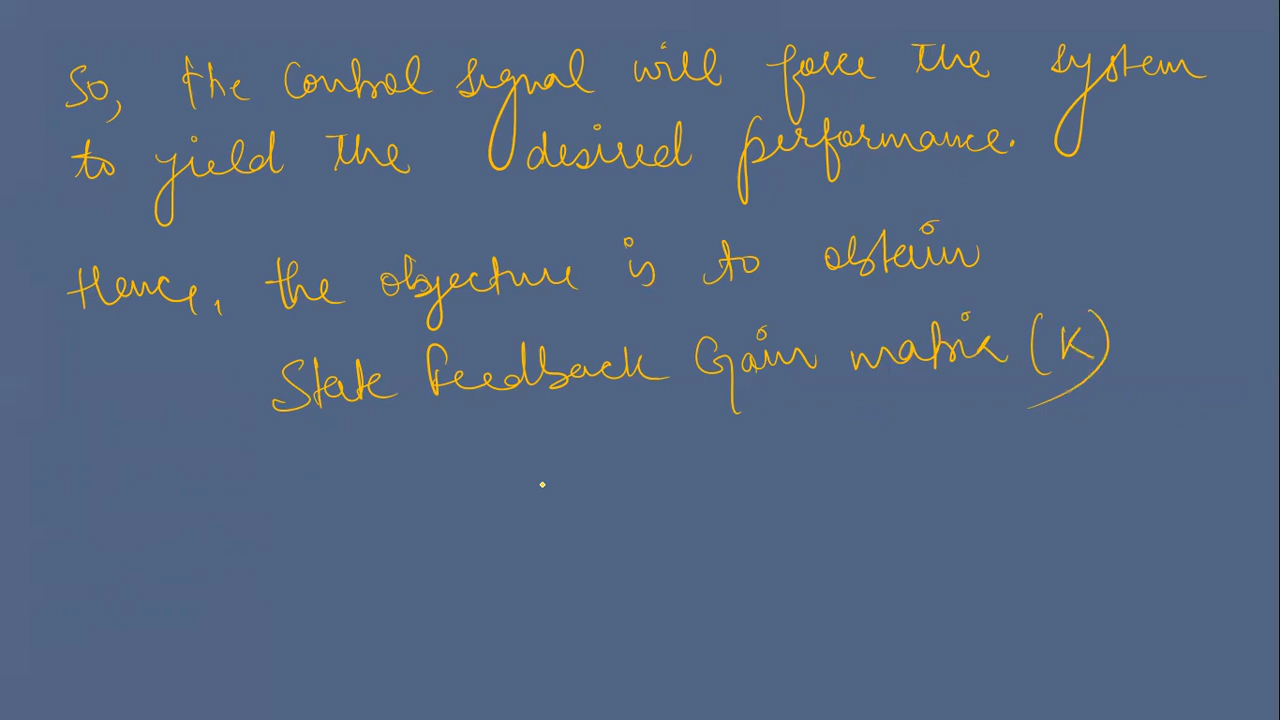 So, the Control signal will force the system
to yield the desired performance.
Hence, the objective is to obtain
State Feedback Gain matrix (K)